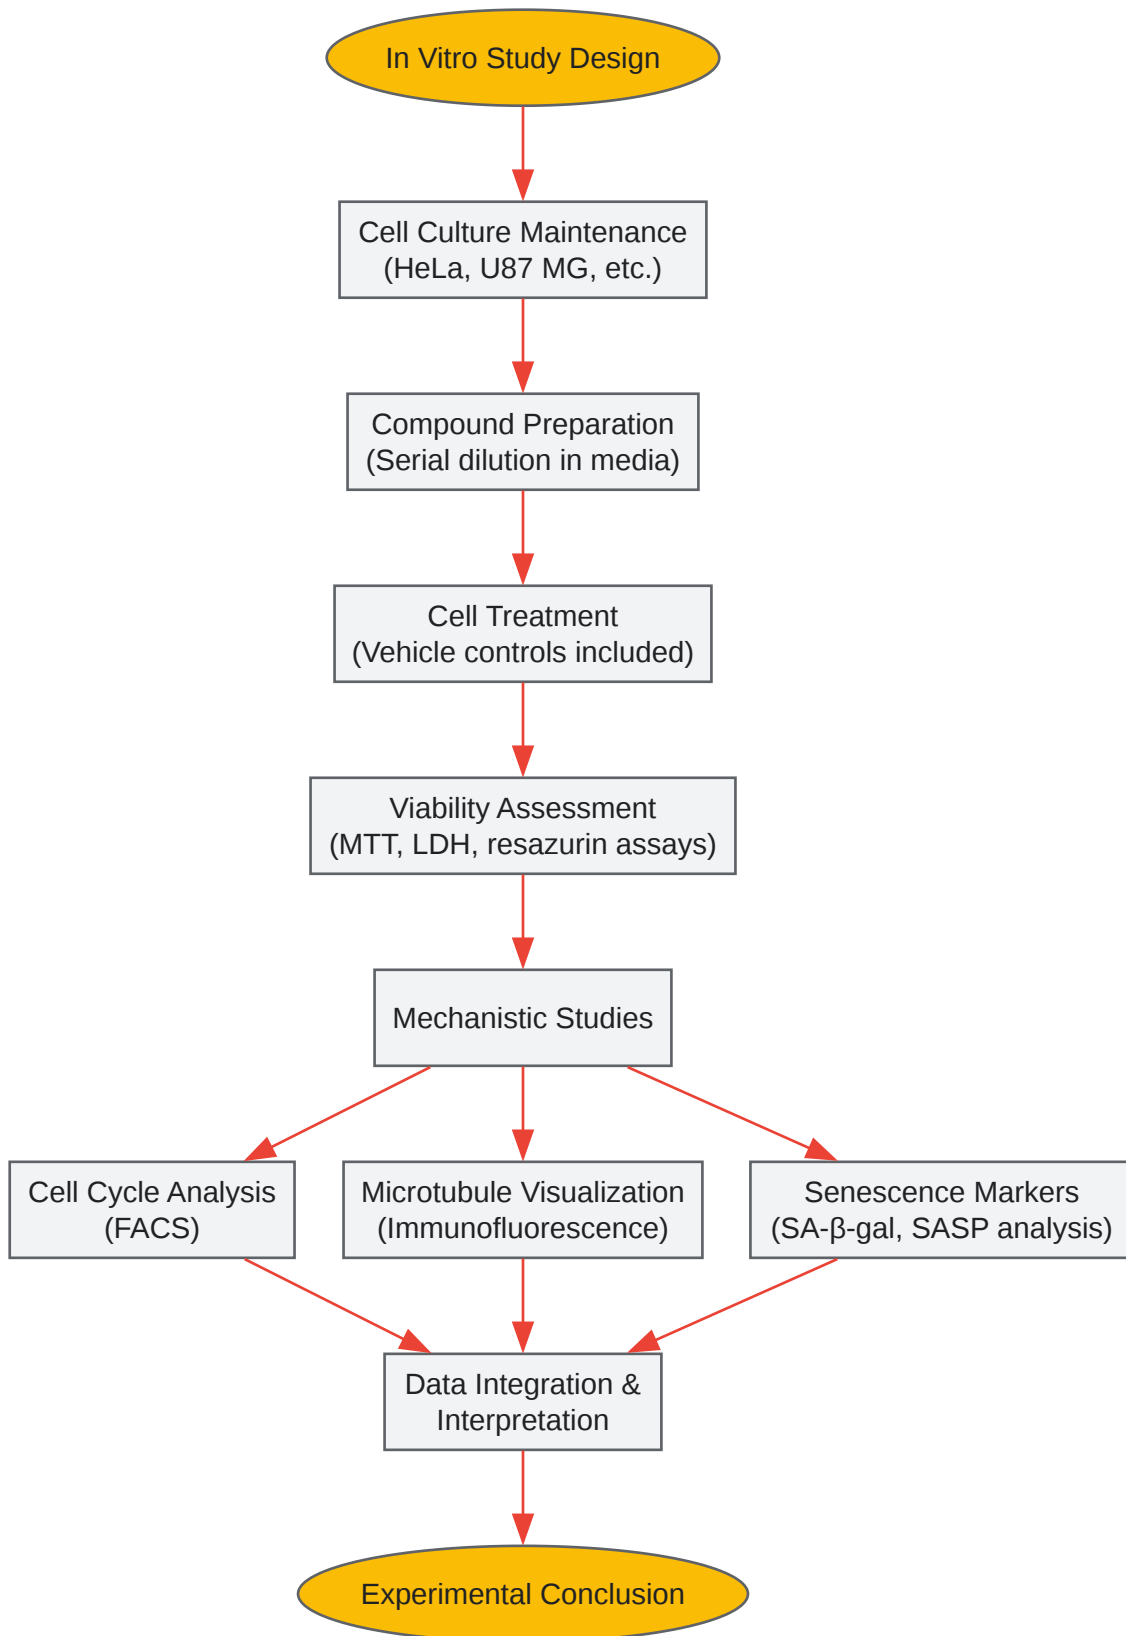 In Vitro Study Design
Cell Culture Maintenance
(HeLa, U87 MG, etc.)
Compound Preparation
(Serial dilution in media)
Cell Treatment
(Vehicle controls included)
Viability Assessment
(MTT, LDH, resazurin assays)
Mechanistic Studies
Cell Cycle Analysis
(FACS)
Microtubule Visualization
(Immunofluorescence)
Senescence Markers
(SA-β-gal, SASP analysis)
Data Integration &
Interpretation
Experimental Conclusion